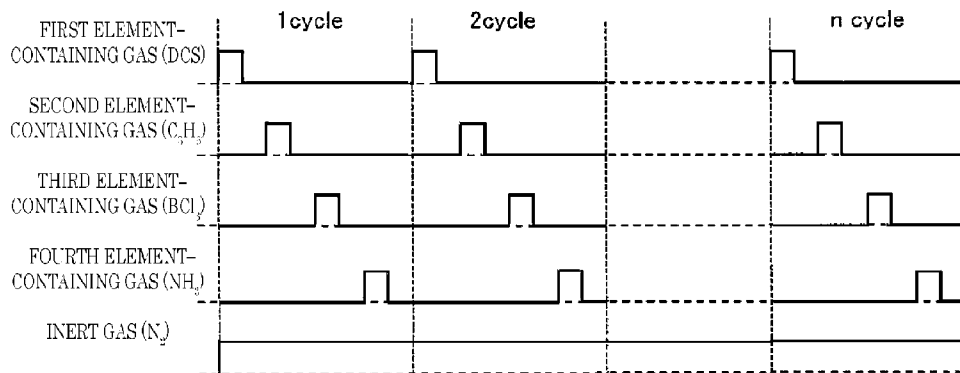 1cycle 2cycle n cycle
FIRST ELEMENT-
CONTAINING GAS (DCS)
SECOND ELEMENT-
CONTAINING GAS
THIRD ELEMENT-
CONTAINING GAS (BCl₃)
FOURTH ELEMENT-
CONTAINING GAS (NH₃)
INERT GAS (N₂)